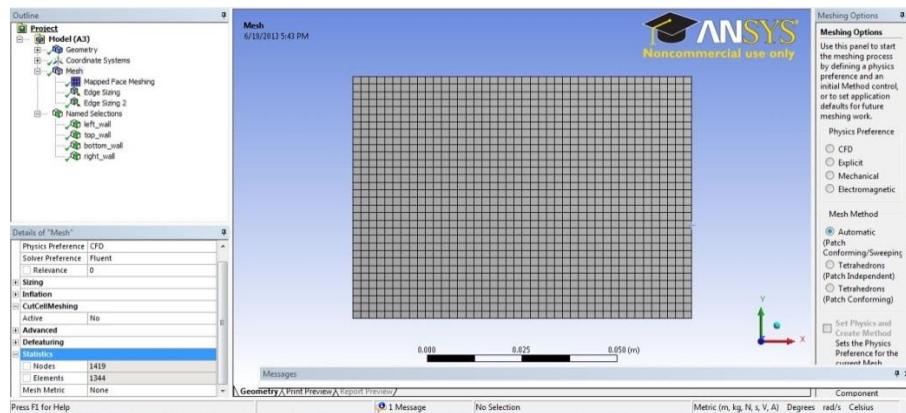 Outline
Project
Model (A3)
Geometry
Coordinate Systems
Mesh
Mapped Face Meshing
Edge Sizing
Edge Sizing 2
Named Selections
left_wall
top_wall
bottom_wall
right_wall
Details of "Mesh"
Physics Preference CFD
Solver Preference Fluent
Relevance 0
Sizing
Inflation
CutCellMeshing
Active No
Advanced
Defeaturing
Statistics
Nodes 1419
Elements 1344
Mesh Metric None
Mesh
6/19/2013 5:43 PM
ANSYS
Noncommercial use only
Y
X
0.000 0.025 0.050 (m)
Messages
Geometry Print Preview Report Preview
Meshing Options
Meshing Options
Use this panel to start
the meshing process
by defining a physics
preference and an
initial Method control,
or to set application
defaults for future
meshing work.
Physics Preference
CFD
Explicit
Mechanical
Electromagnetic
Mesh Method
Automatic
(Patch
Conforming/Sweeping
Tetrahedrons
(Patch Independent)
Tetrahedrons
(Patch Conforming)
Set Physics and
Create Method
Sets the Physics
Preference for the
current Mesh
Component
Press F1 for Help
1 Message
No Selection
Metric (m, kg, N, s, V, A) Degrees rad/s Celsius